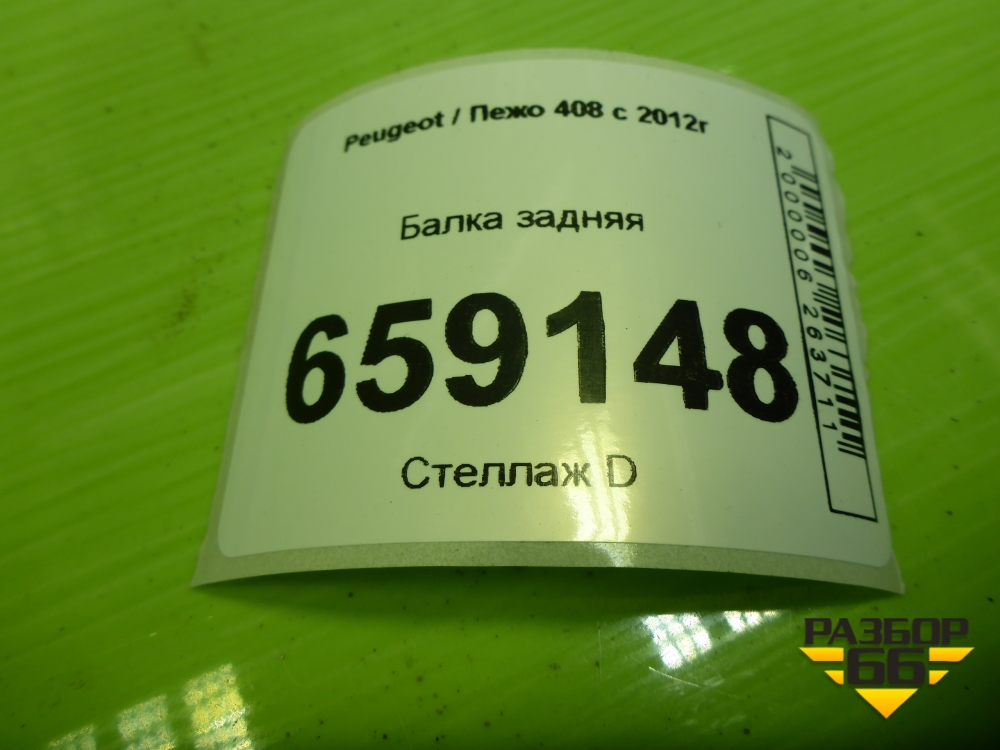 Peugeot / Пежо 408 с 2012г
Балка задняя
659148
Стеллаж D
2000006263711
РАЗБОР
66